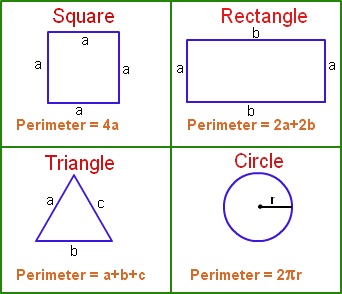 Square
a
a
a
a
Perimeter = 4a
Rectangle
b
a
a
b
Perimeter = 2a+2b
Triangle
a
c
b
Perimeter = a+b+c
Circle
r
Perimeter = 2πr